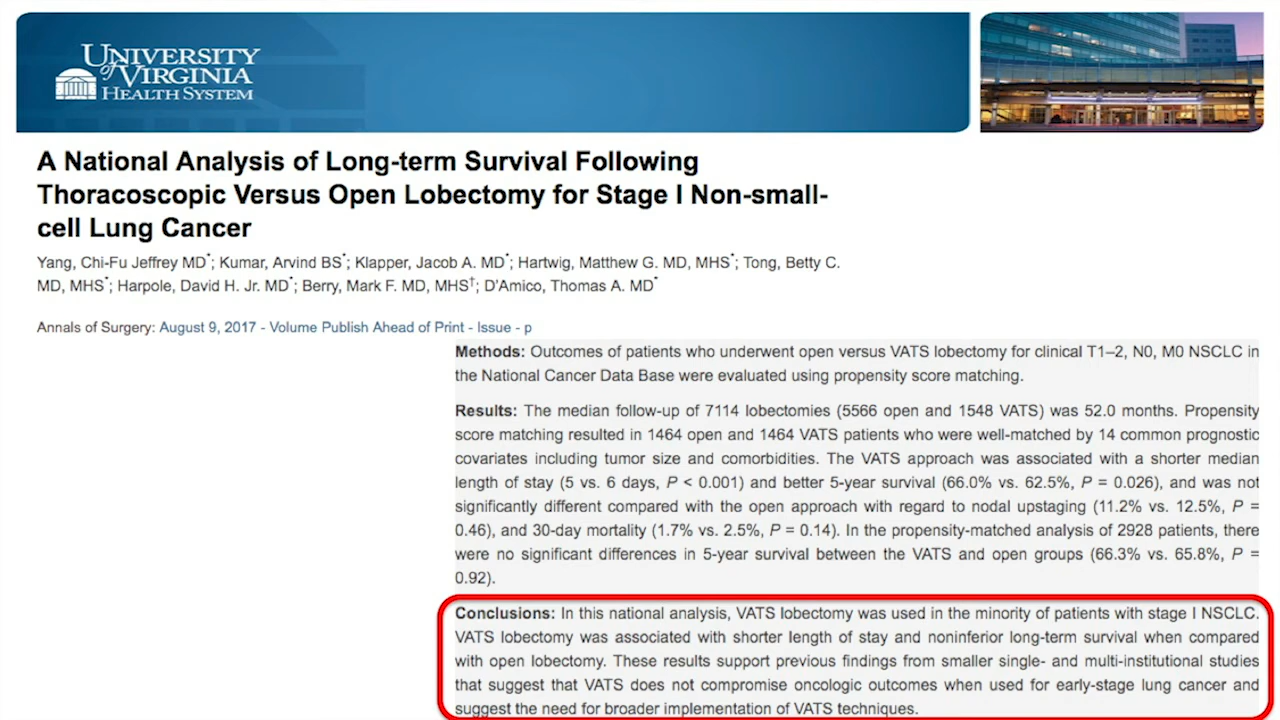 UNIVERSITY
of VIRGINIA
HEALTH SYSTEM
A National Analysis of Long-term Survival Following
Thoracoscopic Versus Open Lobectomy for Stage I Non-small-
cell Lung Cancer
Yang, Chi-Fu Jeffrey MD*; Kumar, Arvind BS*; Klapper, Jacob A. MD*; Hartwig, Matthew G. MD, MHS*; Tong, Betty C.
MD, MHS*; Harpole, David H. Jr. MD*; Berry, Mark F. MD, MHS†; D'Amico, Thomas A. MD*
Annals of Surgery: August 9, 2017 - Volume Publish Ahead of Print - Issue - p
Methods: Outcomes of patients who underwent open versus VATS lobectomy for clinical T1–2, N0, M0 NSCLC in
the National Cancer Data Base were evaluated using propensity score matching.
Results: The median follow-up of 7114 lobectomies (5566 open and 1548 VATS) was 52.0 months. Propensity
score matching resulted in 1464 open and 1464 VATS patients who were well-matched by 14 common prognostic
covariates including tumor size and comorbidities. The VATS approach was associated with a shorter median
length of stay (5 vs. 6 days, P < 0.001) and better 5-year survival (66.0% vs. 62.5%, P = 0.026), and was not
significantly different compared with the open approach with regard to nodal upstaging (11.2% vs. 12.5%, P =
0.46), and 30-day mortality (1.7% vs. 2.5%, P = 0.14). In the propensity-matched analysis of 2928 patients, there
were no significant differences in 5-year survival between the VATS and open groups (66.3% vs. 65.8%, P =
0.92).
Conclusions: In this national analysis, VATS lobectomy was used in the minority of patients with stage I NSCLC.
VATS lobectomy was associated with shorter length of stay and noninferior long-term survival when compared
with open lobectomy. These results support previous findings from smaller single- and multi-institutional studies
that suggest that VATS does not compromise oncologic outcomes when used for early-stage lung cancer and
suggest the need for broader implementation of VATS techniques.